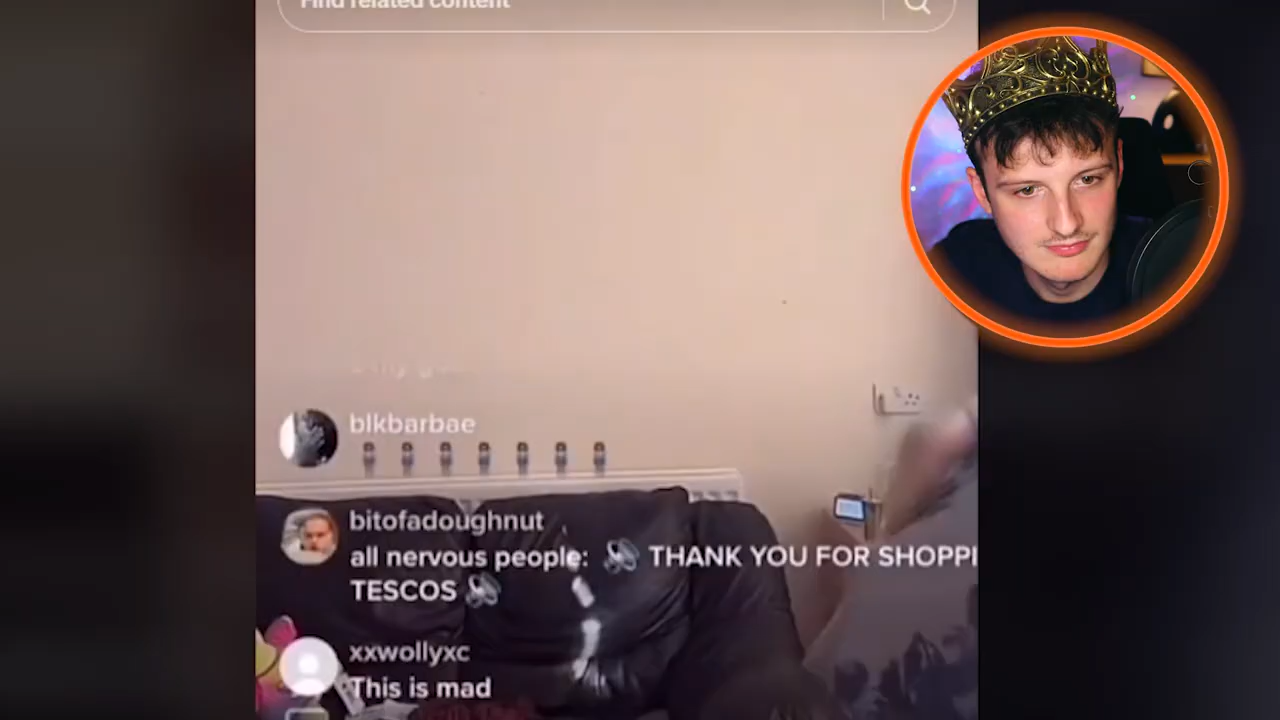 Find related content
blkbarbae
bitofadoughnut
all nervous people: THANK YOU FOR SHOPPI
TESCOS
xxwollyxc
This is mad